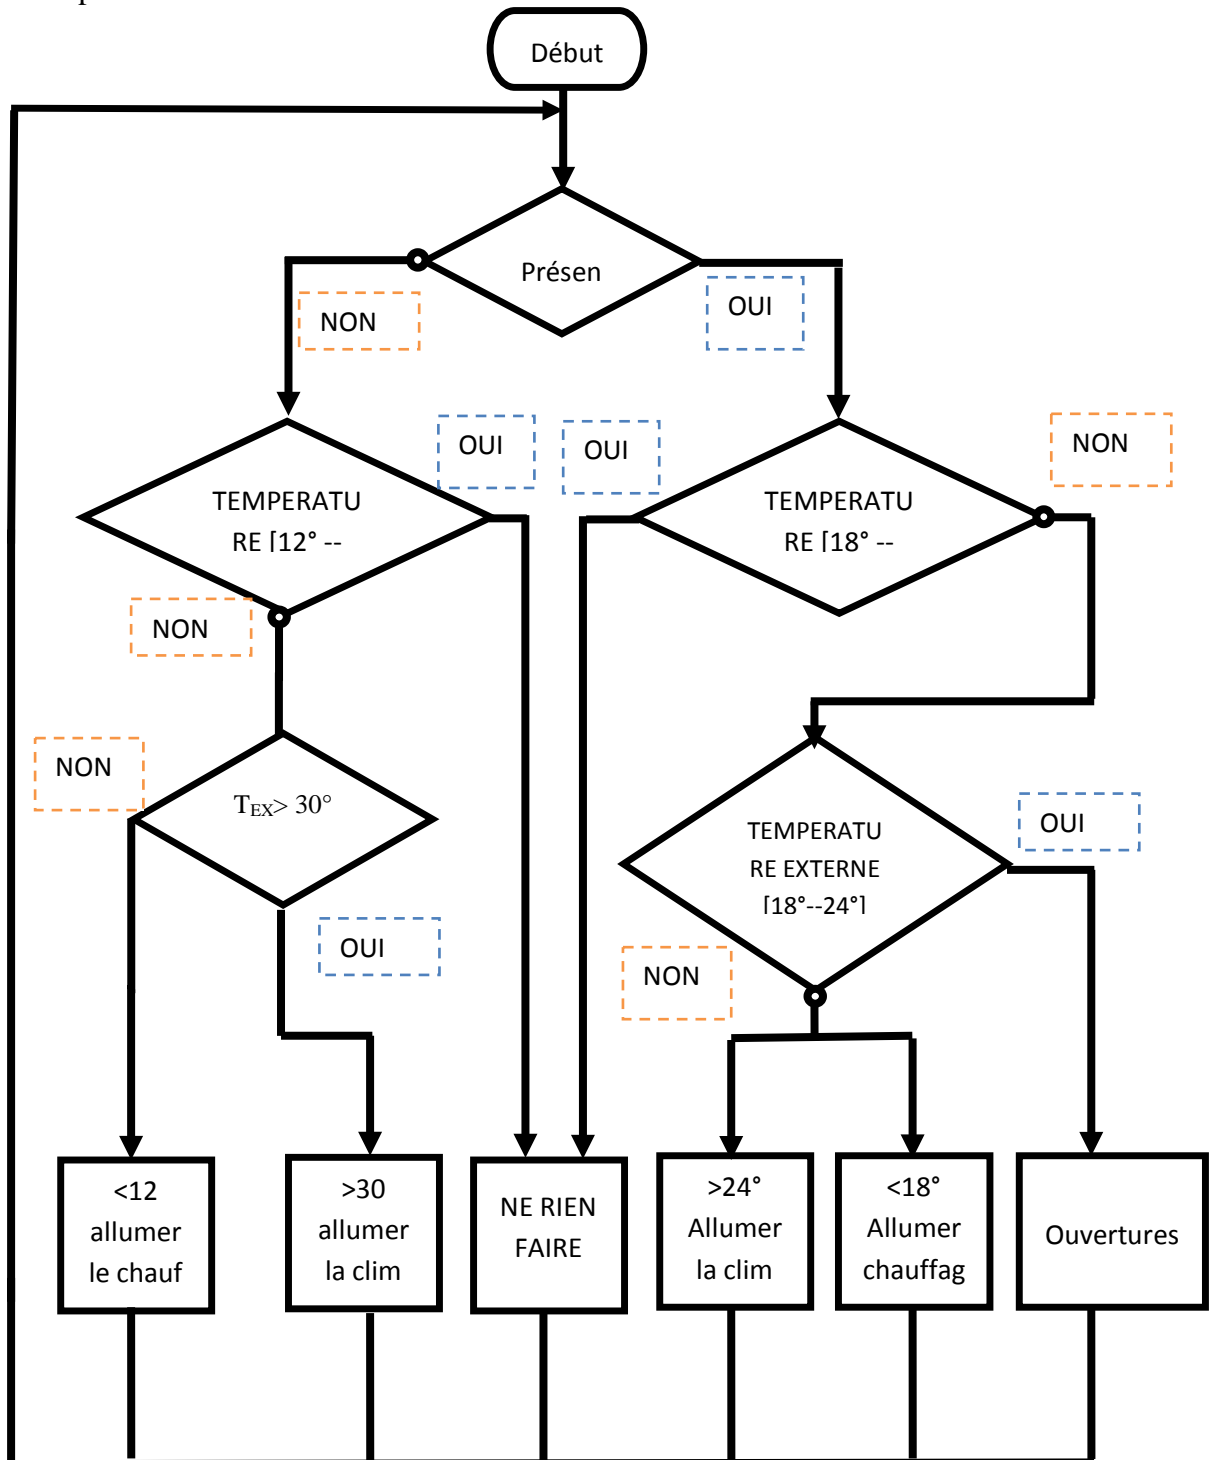 Début
Présen
NON
OUI
OUI
OUI
NON
TEMPERATU
RE [12° --
TEMPERATU
RE [18° --
NON
NON
T_EX> 30°
OUI
TEMPERATU
RE EXTERNE
[18°--24°]
OUI
NON
<12
allumer
le chauf
>30
allumer
la clim
NE RIEN
FAIRE
>24°
Allumer
la clim
<18°
Allumer
chauffag
Ouvertures